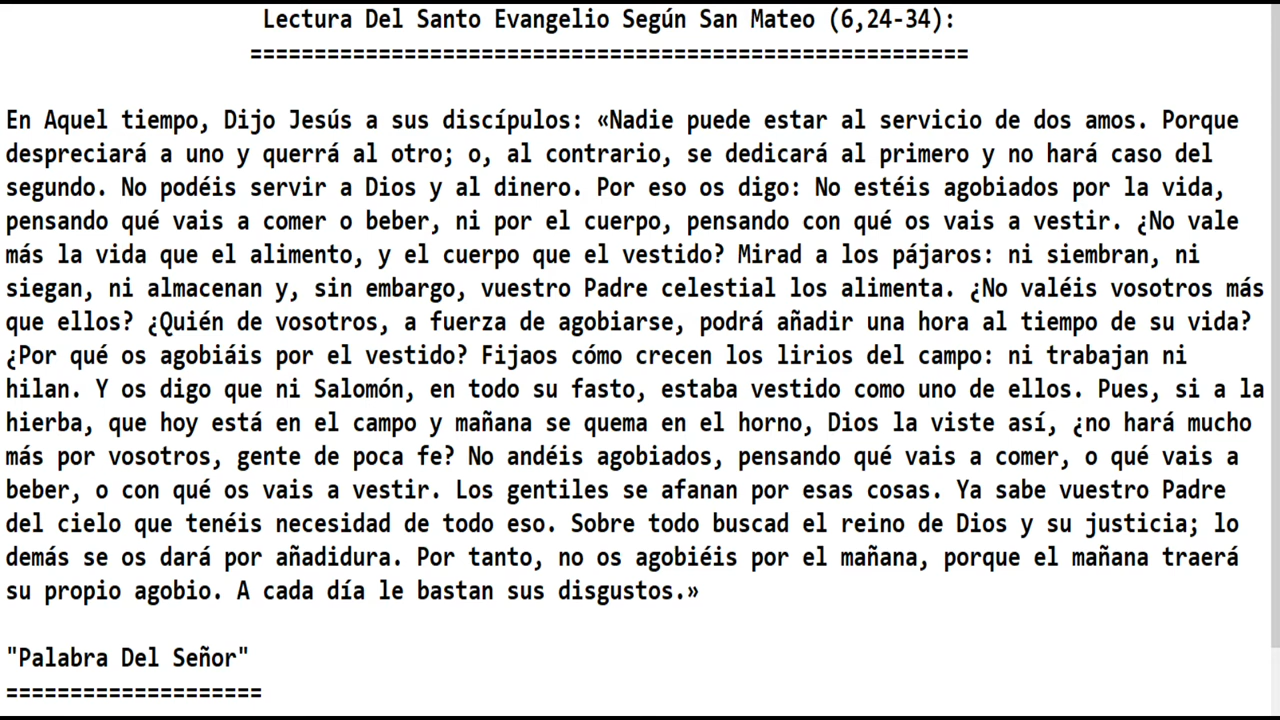 Lectura Del Santo Evangelio Según San Mateo (6,24-34):
========================================================
En Aquel tiempo, Dijo Jesús a sus discípulos: «Nadie puede estar al servicio de dos amos. Porque
despreciará a uno y querrá al otro; o, al contrario, se dedicará al primero y no hará caso del
segundo. No podéis servir a Dios y al dinero. Por eso os digo: No estéis agobiados por la vida,
pensando qué vais a comer o beber, ni por el cuerpo, pensando con qué os vais a vestir. ¿No vale
más la vida que el alimento, y el cuerpo que el vestido? Mirad a los pájaros: ni siembran, ni
siegan, ni almacenan y, sin embargo, vuestro Padre celestial los alimenta. ¿No valéis vosotros más
que ellos? ¿Quién de vosotros, a fuerza de agobiarse, podrá añadir una hora al tiempo de su vida?
¿Por qué os agobiáis por el vestido? Fijaos cómo crecen los lirios del campo: ni trabajan ni
hilan. Y os digo que ni Salomón, en todo su fasto, estaba vestido como uno de ellos. Pues, si a la
hierba, que hoy está en el campo y mañana se quema en el horno, Dios la viste así, ¿no hará mucho
más por vosotros, gente de poca fe? No andéis agobiados, pensando qué vais a comer, o qué vais a
beber, o con qué os vais a vestir. Los gentiles se afanan por esas cosas. Ya sabe vuestro Padre
del cielo que tenéis necesidad de todo eso. Sobre todo buscad el reino de Dios y su justicia; lo
demás se os dará por añadidura. Por tanto, no os agobiéis por el mañana, porque el mañana traerá
su propio agobio. A cada día le bastan sus disgustos.»
"Palabra Del Señor"
====================